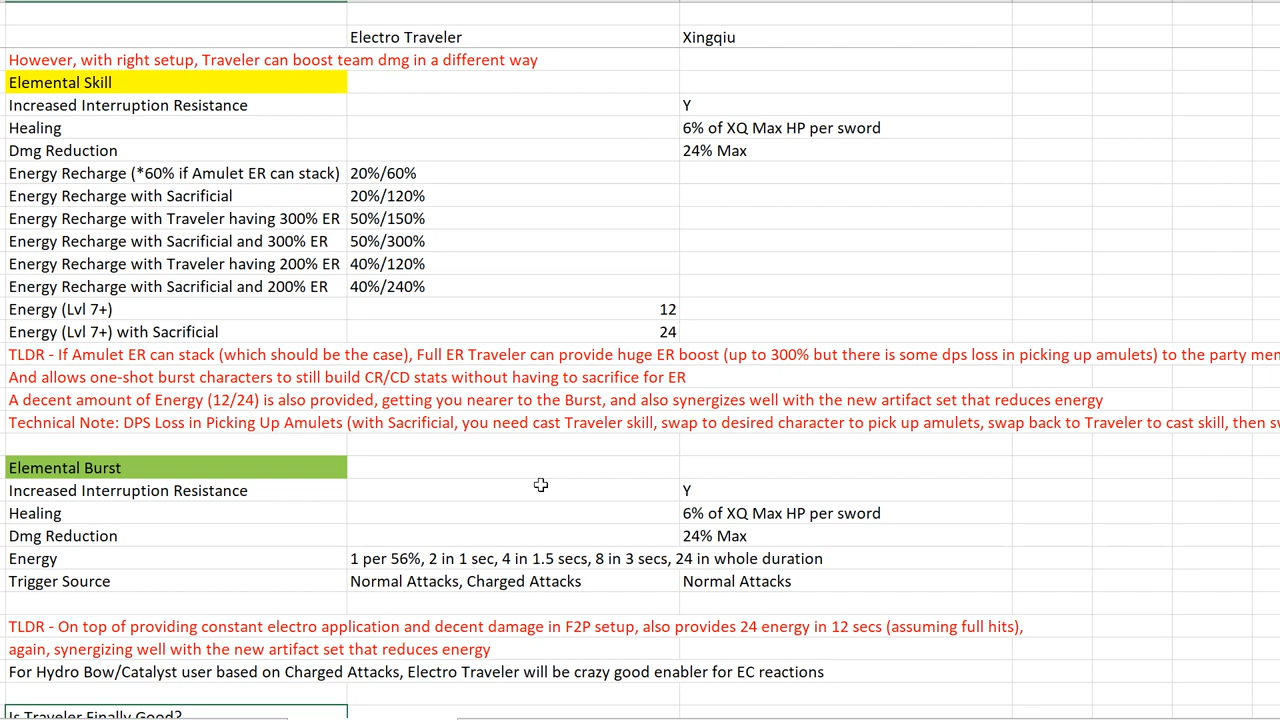 Electro Traveler Xingqiu
However, with right setup, Traveler can boost team dmg in a different way
Elemental Skill
Increased Interruption Resistance Y
Healing 6% of XQ Max HP per sword
Dmg Reduction 24% Max
Energy Recharge (*60% if Amulet ER can stack) 20%/60%
Energy Recharge with Sacrificial 20%/120%
Energy Recharge with Traveler having 300% ER 50%/150%
Energy Recharge with Sacrificial and 300% ER 50%/300%
Energy Recharge with Traveler having 200% ER 40%/120%
Energy Recharge with Sacrificial and 200% ER 40%/240%
Energy (Lvl 7+) 12
Energy (Lvl 7+) with Sacrificial 24
TLDR - If Amulet ER can stack (which should be the case), Full ER Traveler can provide huge ER boost (up to 300% but there is some dps loss in picking up amulets) to the party
And allows one-shot burst characters to still build CR/CD stats without having to sacrifice for ER
A decent amount of Energy (12/24) is also provided, getting you nearer to the Burst, and also synergizes well with the new artifact set that reduces energy
Technical Note: DPS Loss in Picking Up Amulets (with Sacrificial, you need cast Traveler skill, swap to desired character to pick up amulets, swap back to Traveler to cast skill, then
Elemental Burst
Increased Interruption Resistance Y
Healing 6% of XQ Max HP per sword
Dmg Reduction 24% Max
Energy 1 per 56%, 2 in 1 sec, 4 in 1.5 secs, 8 in 3 secs, 24 in whole duration
Trigger Source Normal Attacks, Charged Attacks Normal Attacks
TLDR - On top of providing constant electro application and decent damage in F2P setup, also provides 24 energy in 12 secs (assuming full hits),
again, synergizing well with the new artifact set that reduces energy
For Hydro Bow/Catalyst user based on Charged Attacks, Electro Traveler will be crazy good enabler for EC reactions
Is Traveler Finally Good?